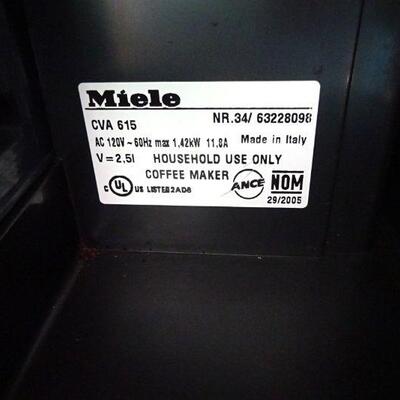 Miele
NR.34/ 63228098
CVA 615
AC 120V ~ 60Hz max 1,42kW 11.8A Made in Italy
V = 2,5l HOUSEHOLD USE ONLY
COFFEE MAKER
C UL US LISTED 2AD6
ANCE
NOM
29/2005